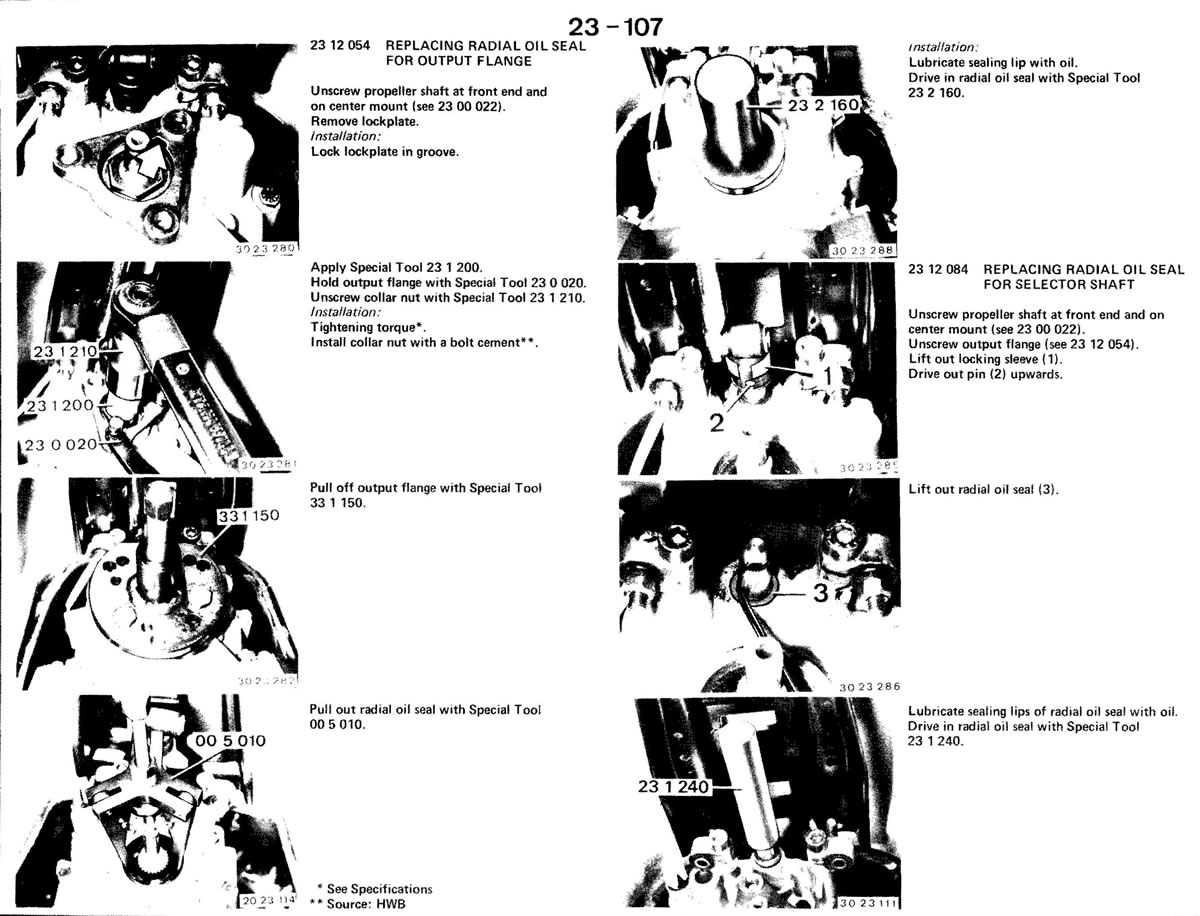 23 – 107
23 12 054 REPLACING RADIAL OIL SEAL
FOR OUTPUT FLANGE
Unscrew propeller shaft at front end and
on center mount (see 23 00 022).
Remove lockplate.
Installation:
Lock lockplate in groove.
30 23 280
Apply Special Tool 23 1 200.
Hold output flange with Special Tool 23 0 020.
Unscrew collar nut with Special Tool 23 1 210.
Installation:
Tightening torque*.
Install collar nut with a bolt cement**.
23 1 210
23 1 200
23 0 020
30 23 281
Pull off output flange with Special Tool
33 1 150.
33 1 150
30 23 282
Pull out radial oil seal with Special Tool
00 5 010.
00 5 010
20 23 114
* See Specifications
** Source: HWB
Installation:
Lubricate sealing lip with oil.
Drive in radial oil seal with Special Tool
23 2 160.
23 2 160
30 23 288
23 12 084 REPLACING RADIAL OIL SEAL
FOR SELECTOR SHAFT
Unscrew propeller shaft at front end and on
center mount (see 23 00 022).
Unscrew output flange (see 23 12 054).
Lift out locking sleeve (1).
Drive out pin (2) upwards.
2
30 23 285
Lift out radial oil seal (3).
3
30 23 286
Lubricate sealing lips of radial oil seal with oil.
Drive in radial oil seal with Special Tool
23 1 240.
23 1 240
30 23 111